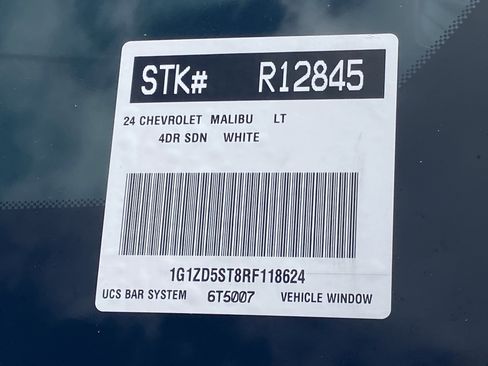 STK# R12845
24 CHEVROLET MALIBU LT
4DR SDN WHITE
1G1ZD5ST8RF118624
UCS BAR SYSTEM 6T5007 VEHICLE WINDOW